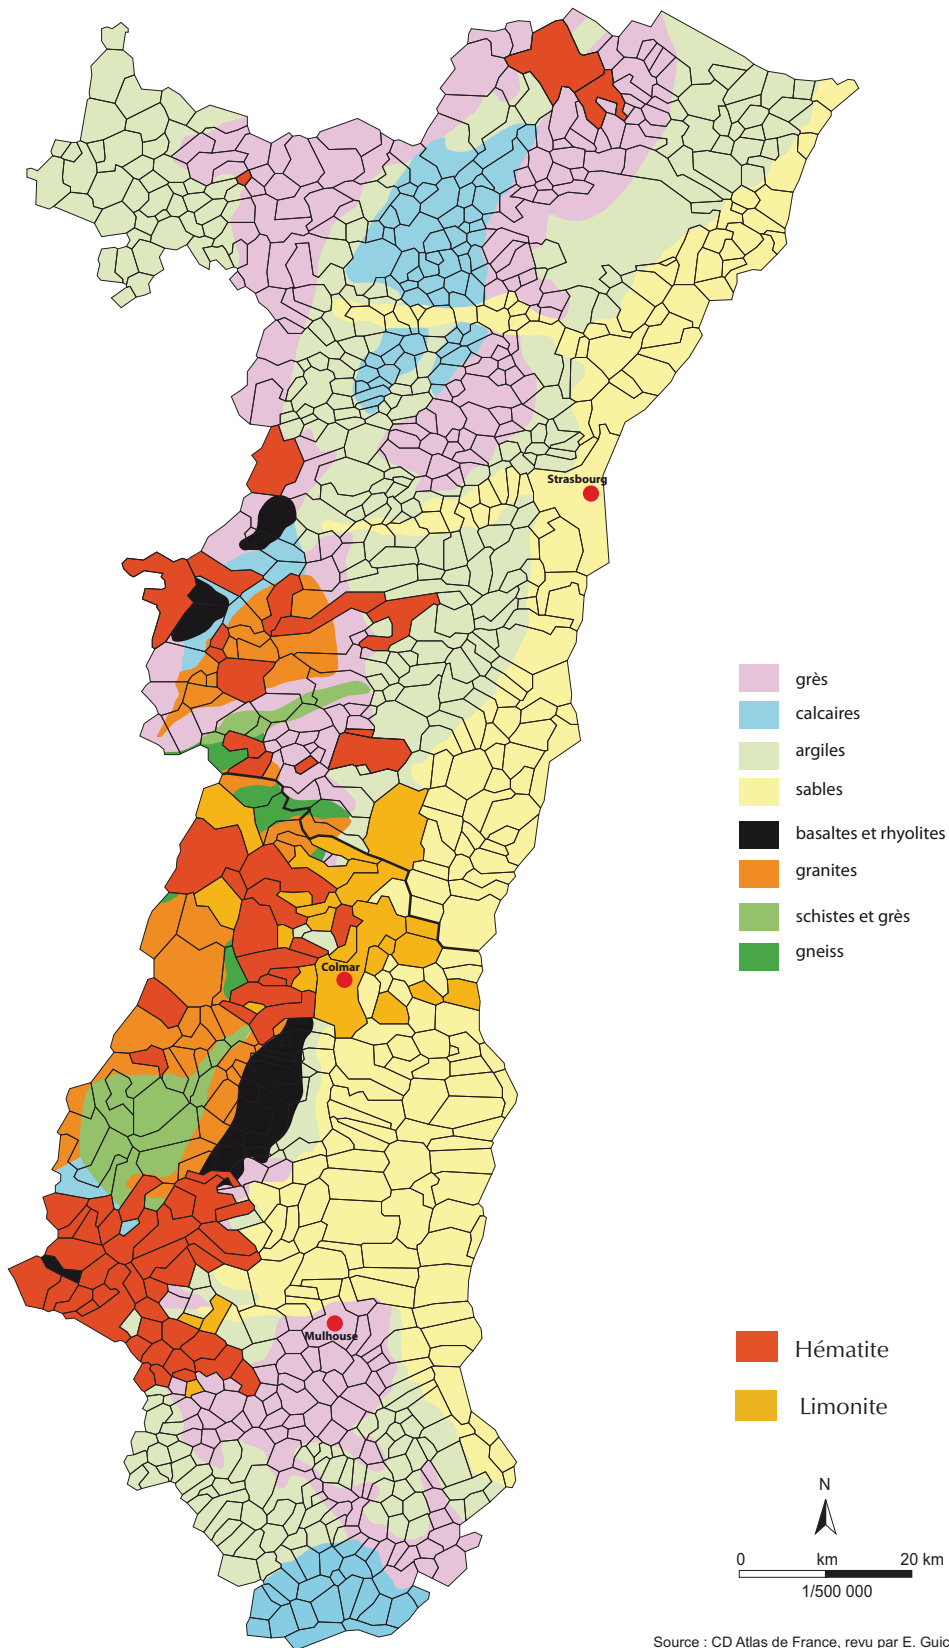 Strasbourg
grès
calcaires
argiles
sables
basaltes et rhyolites
granites
schistes et grès
gneiss
Colmar
Mulhouse
Hématite
Limonite
N
0 km 20 km
1/500 000
Source : CD Atlas de France, revu par E. Guic